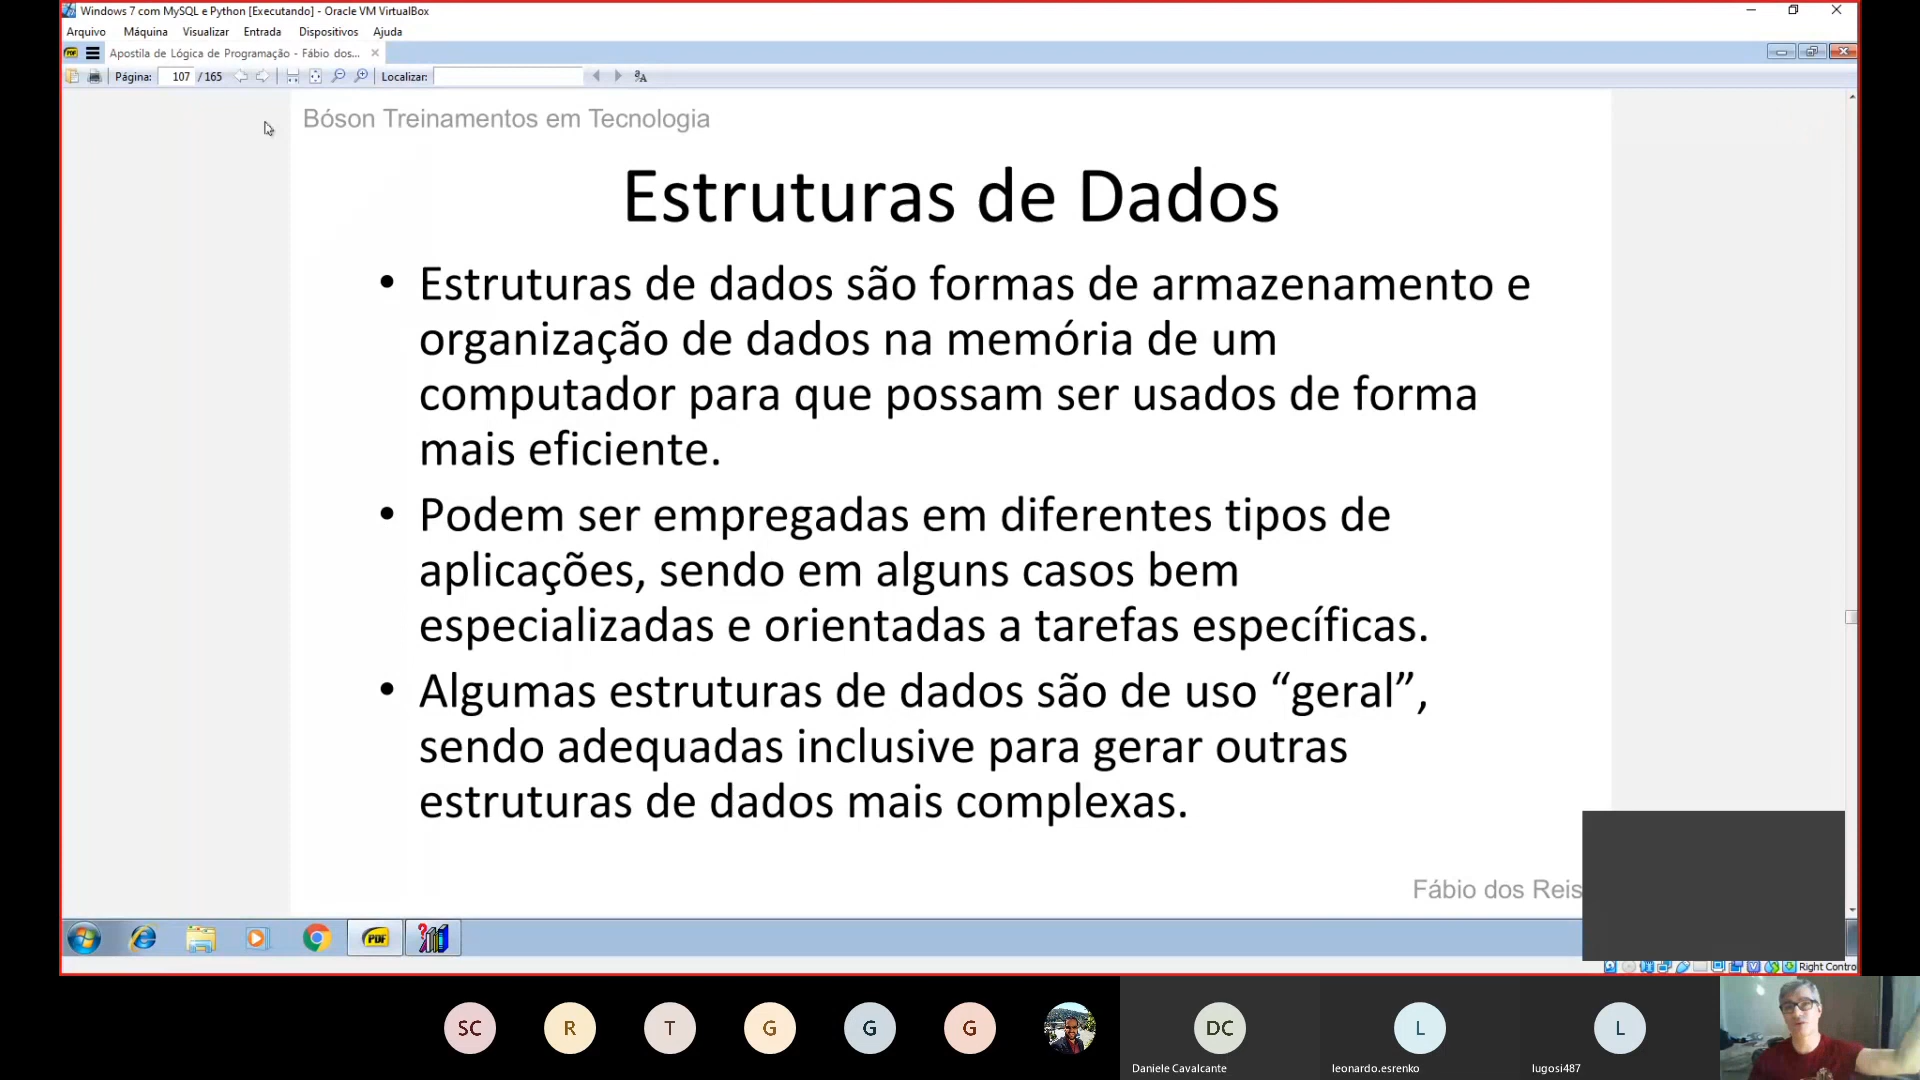 Windows 7 com MySQL e Python [Executando] - Oracle VM VirtualBox
Arquivo Máquina Visualizar Entrada Dispositivos Ajuda
Apostila de Lógica de Programação - Fábio dos...
Página: 107 / 165 Localizar:
Bóson Treinamentos em Tecnologia
Estruturas de Dados
• Estruturas de dados são formas de armazenamento e
organização de dados na memória de um
computador para que possam ser usados de forma
mais eficiente.
• Podem ser empregadas em diferentes tipos de
aplicações, sendo em alguns casos bem
especializadas e orientadas a tarefas específicas.
• Algumas estruturas de dados são de uso “geral”,
sendo adequadas inclusive para gerar outras
estruturas de dados mais complexas.
Fábio dos Reis
PDF
Right Contro
SC R T G G G DC L L
Daniele Cavalcante leonardo.esrenko lugosi487